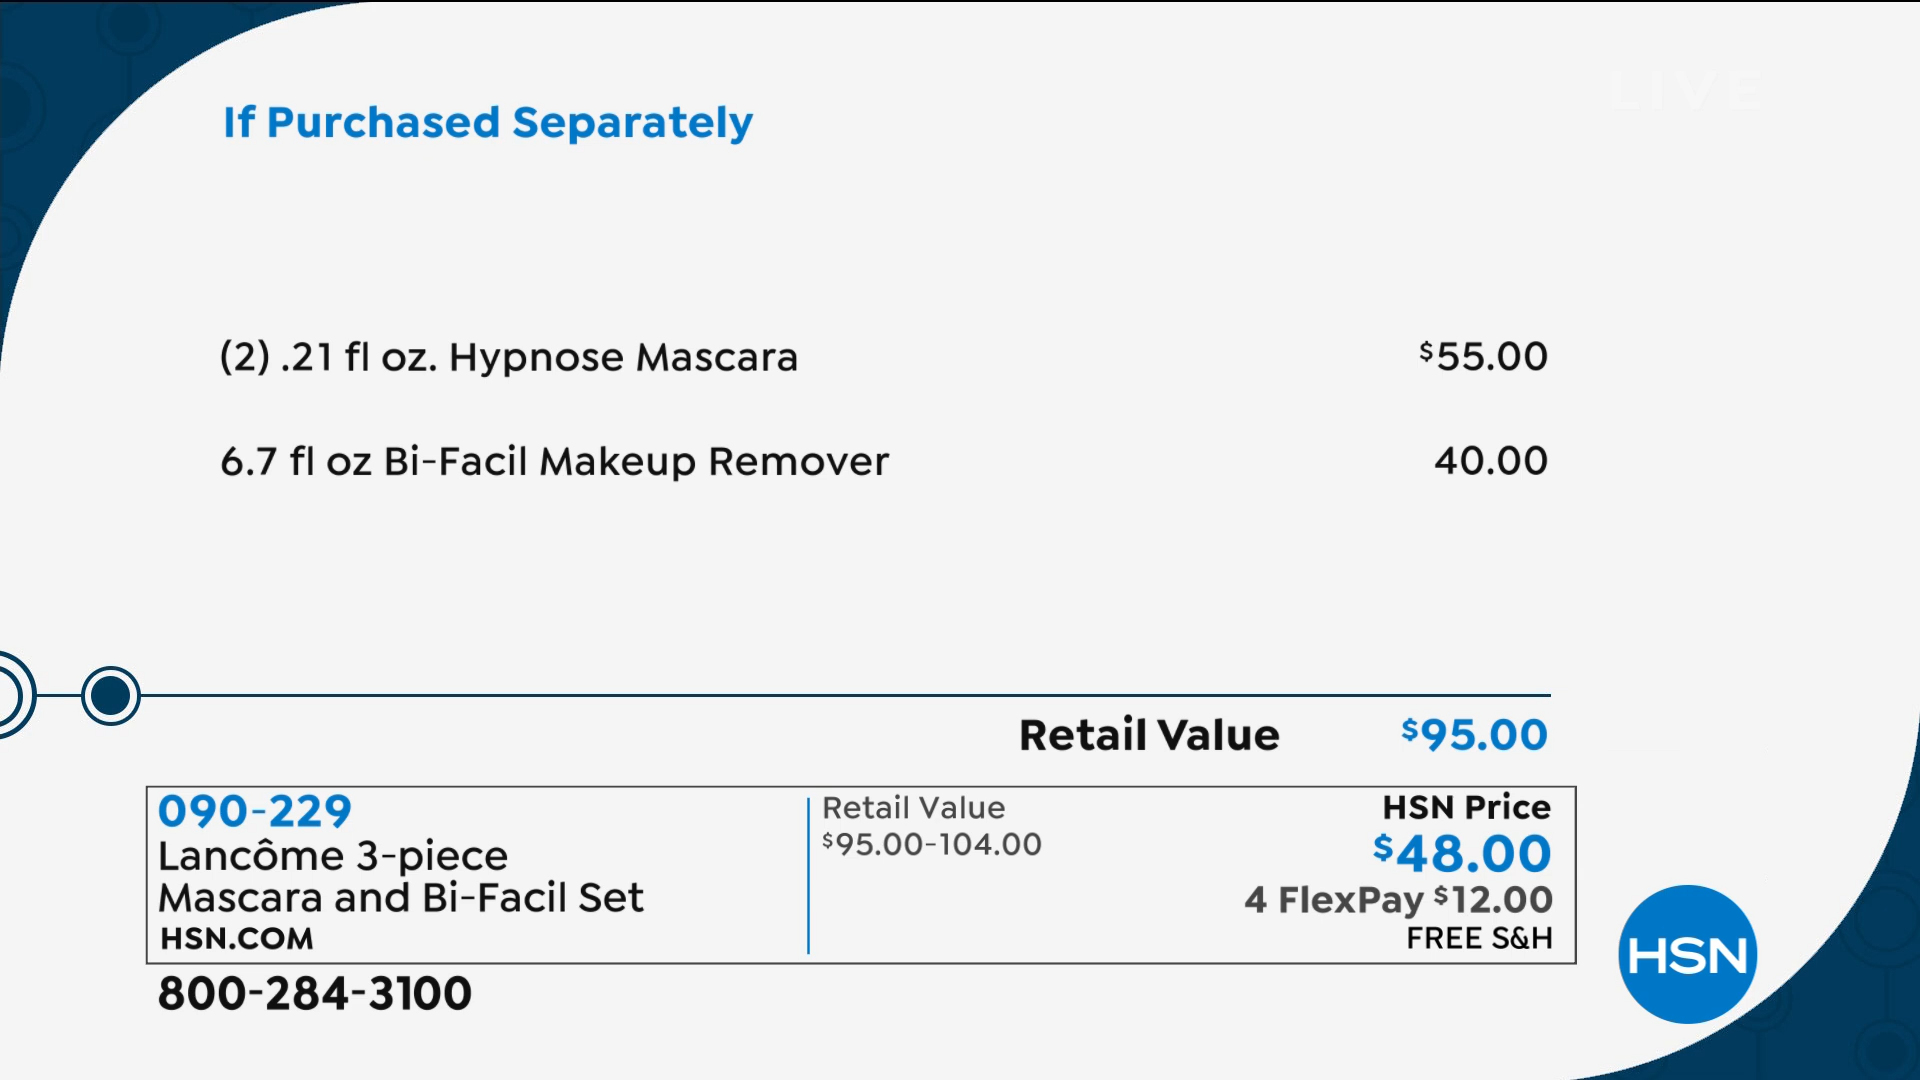 LIVE
If Purchased Separately
(2) .21 fl oz. Hypnose Mascara $55.00
6.7 fl oz Bi-Facil Makeup Remover 40.00
Retail Value $95.00
090-229
Lancôme 3-piece
Mascara and Bi-Facil Set
HSN.COM
Retail Value
$95.00-104.00
HSN Price
$48.00
4 FlexPay $12.00
FREE S&H
800-284-3100
HSN